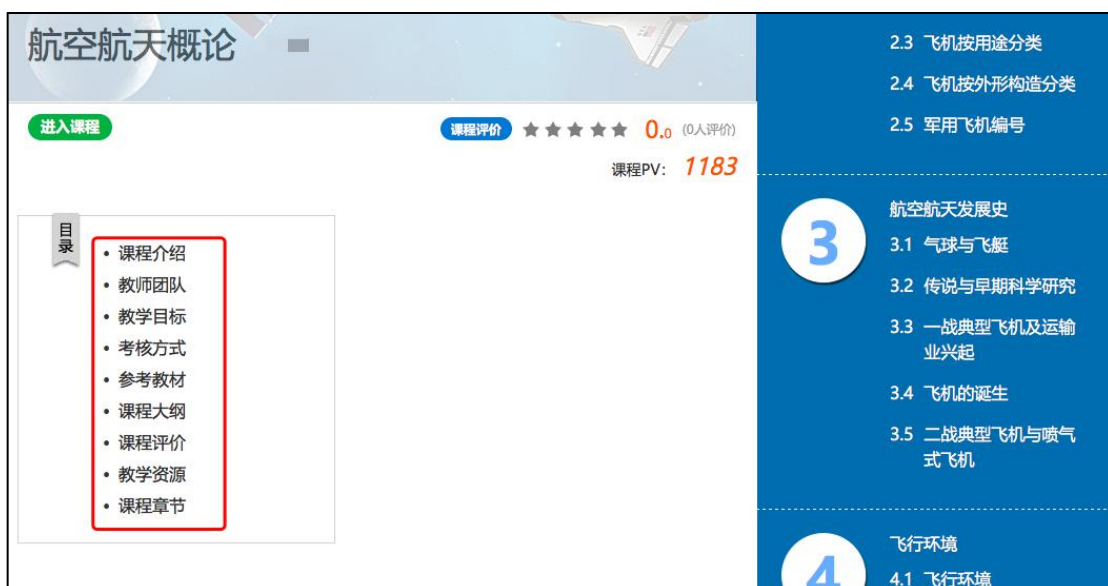 航空航天概论
进入课程
课程评价 0.0 (0人评价)
课程PV: 1183
目录
• 课程介绍
• 教师团队
• 教学目标
• 考核方式
• 参考教材
• 课程大纲
• 课程评价
• 教学资源
• 课程章节
2.3 飞机按用途分类
2.4 飞机按外形构造分类
2.5 军用飞机编号
3
航空航天发展史
3.1 气球与飞艇
3.2 传说与早期科学研究
3.3 一战典型飞机及运输
业兴起
3.4 飞机的诞生
3.5 二战典型飞机与喷气
式飞机
4
飞行环境
4.1 飞行环境